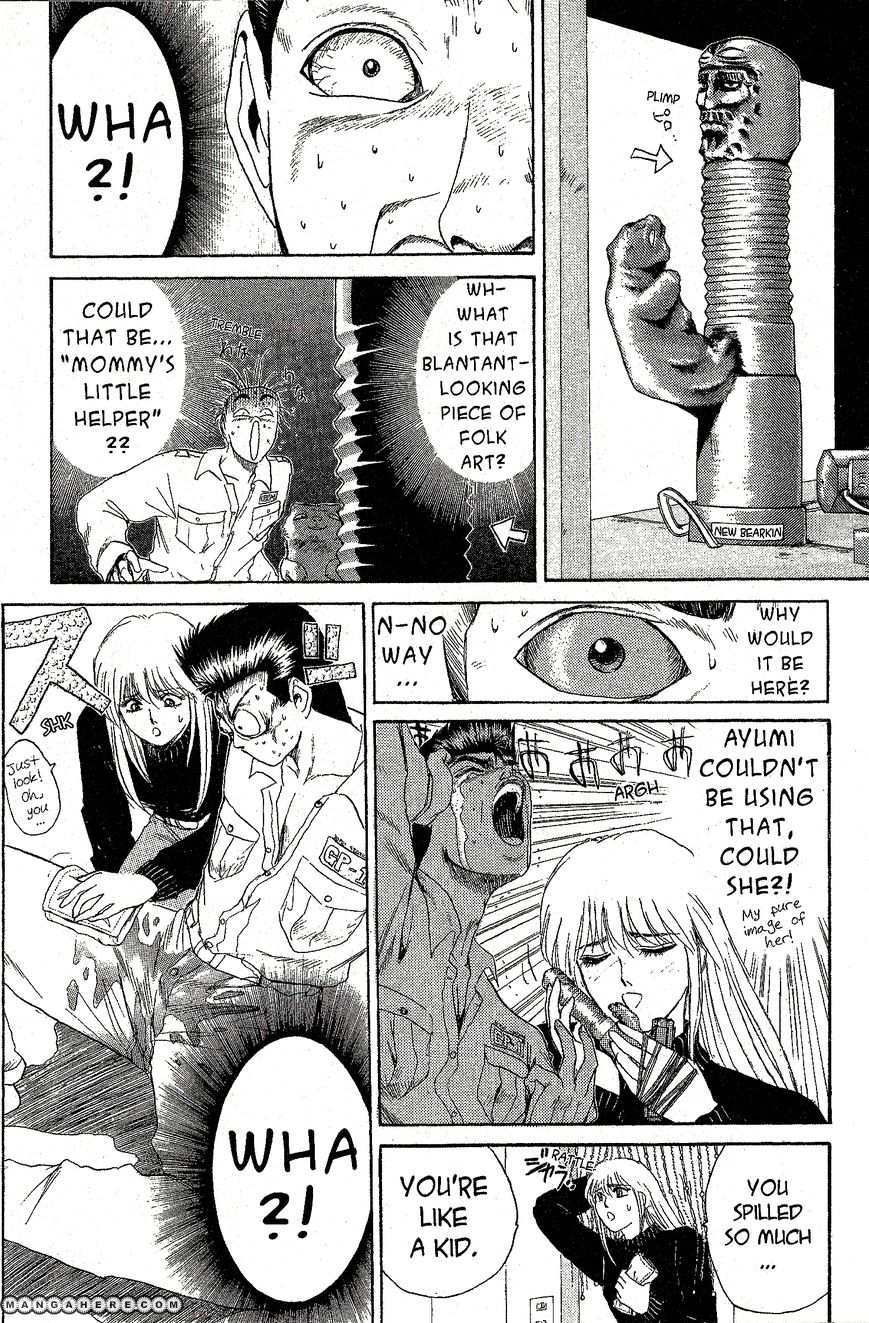 PLIMP
NEW BEARKIN
WHA
?!
WH-
WHAT
IS THAT
BLANTANT-
LOOKING
PIECE OF
FOLK
ART?
TREMBLE
COULD
THAT BE...
"MOMMY'S
LITTLE
HELPER"
??
WHY
WOULD
IT BE
HERE?
N-NO
WAY
...
AYUMI
COULDN'T
BE USING
THAT,
COULD
SHE?!
My pure
image of
her!
ARGH
YOU
SPILLED
SO MUCH
...
RATTLE
YOU'RE
LIKE
A KID.
SHK
Just
look!
Oh,
you
...
WHA
?!
MANGAHERE.COM